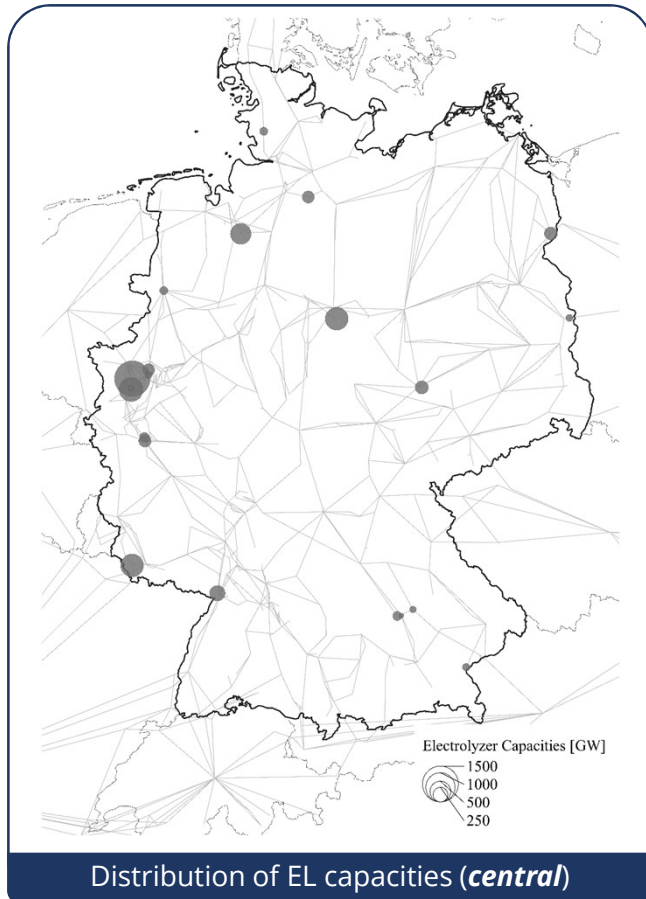 Electrolyzer Capacities [GW]
1500
1000
500
250
Distribution of EL capacities (central)